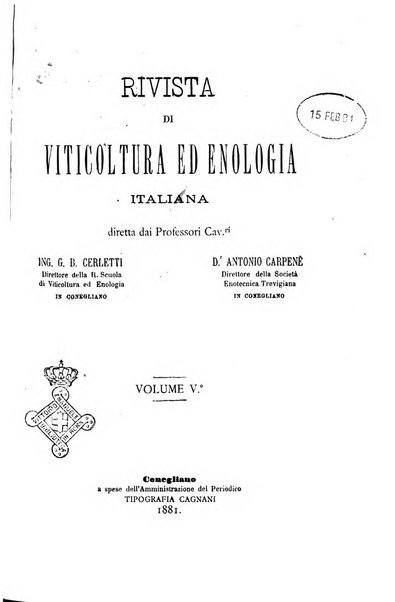 RIVISTA
15 FEB 81
DI
VITICOLTURA ED ENOLOGIA
ITALIANA
diretta dai Professori Cav.ri
ING. G. B. CERLETTI
Direttore della R. Scuola
di Viticoltura ed Enologia
IN CONEGLIANO
D.r ANTONIO CARPENÈ
Direttore della Società
Enotecnica Trevigiana
IN CONEGLIANO
VOLUME V.°
VITTORIO EMANUELE
Conegliano
a spese dell'Amministrazione del Periodico
TIPOGRAFIA CAGNANI
1881.